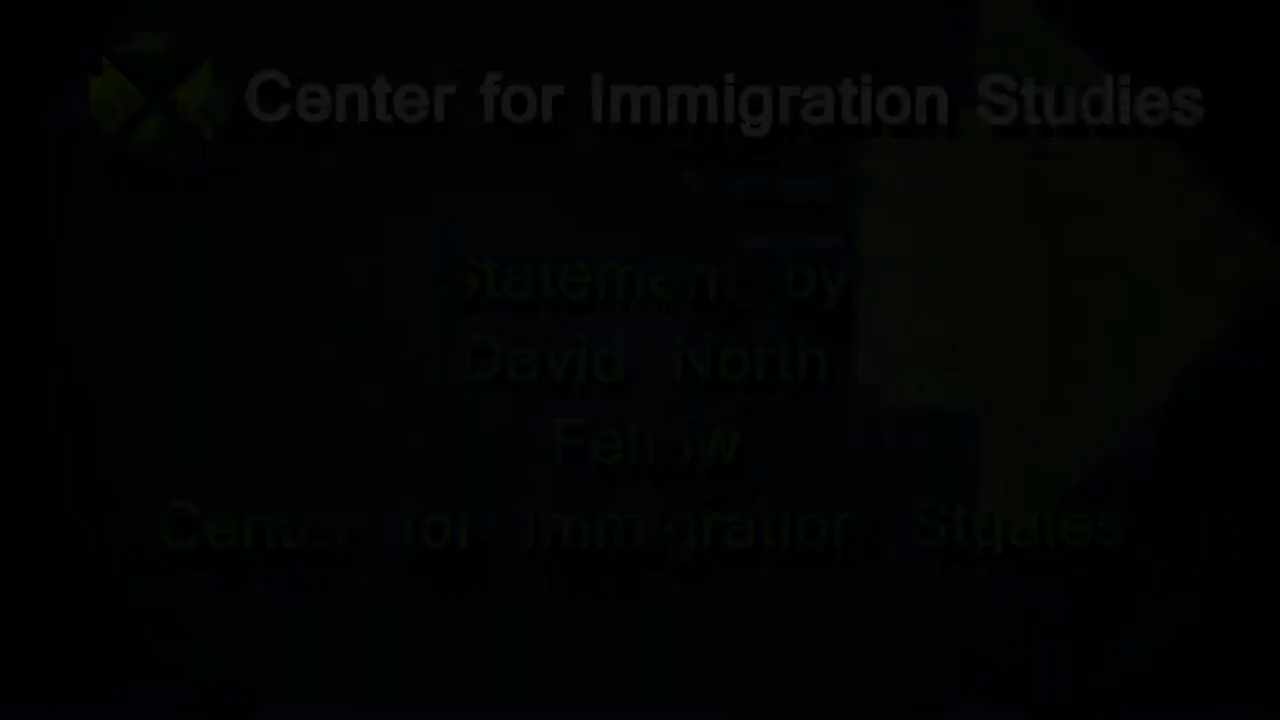 Center for Immigration Studies
Statement by
David North
Fellow
Center for Immigration Studies